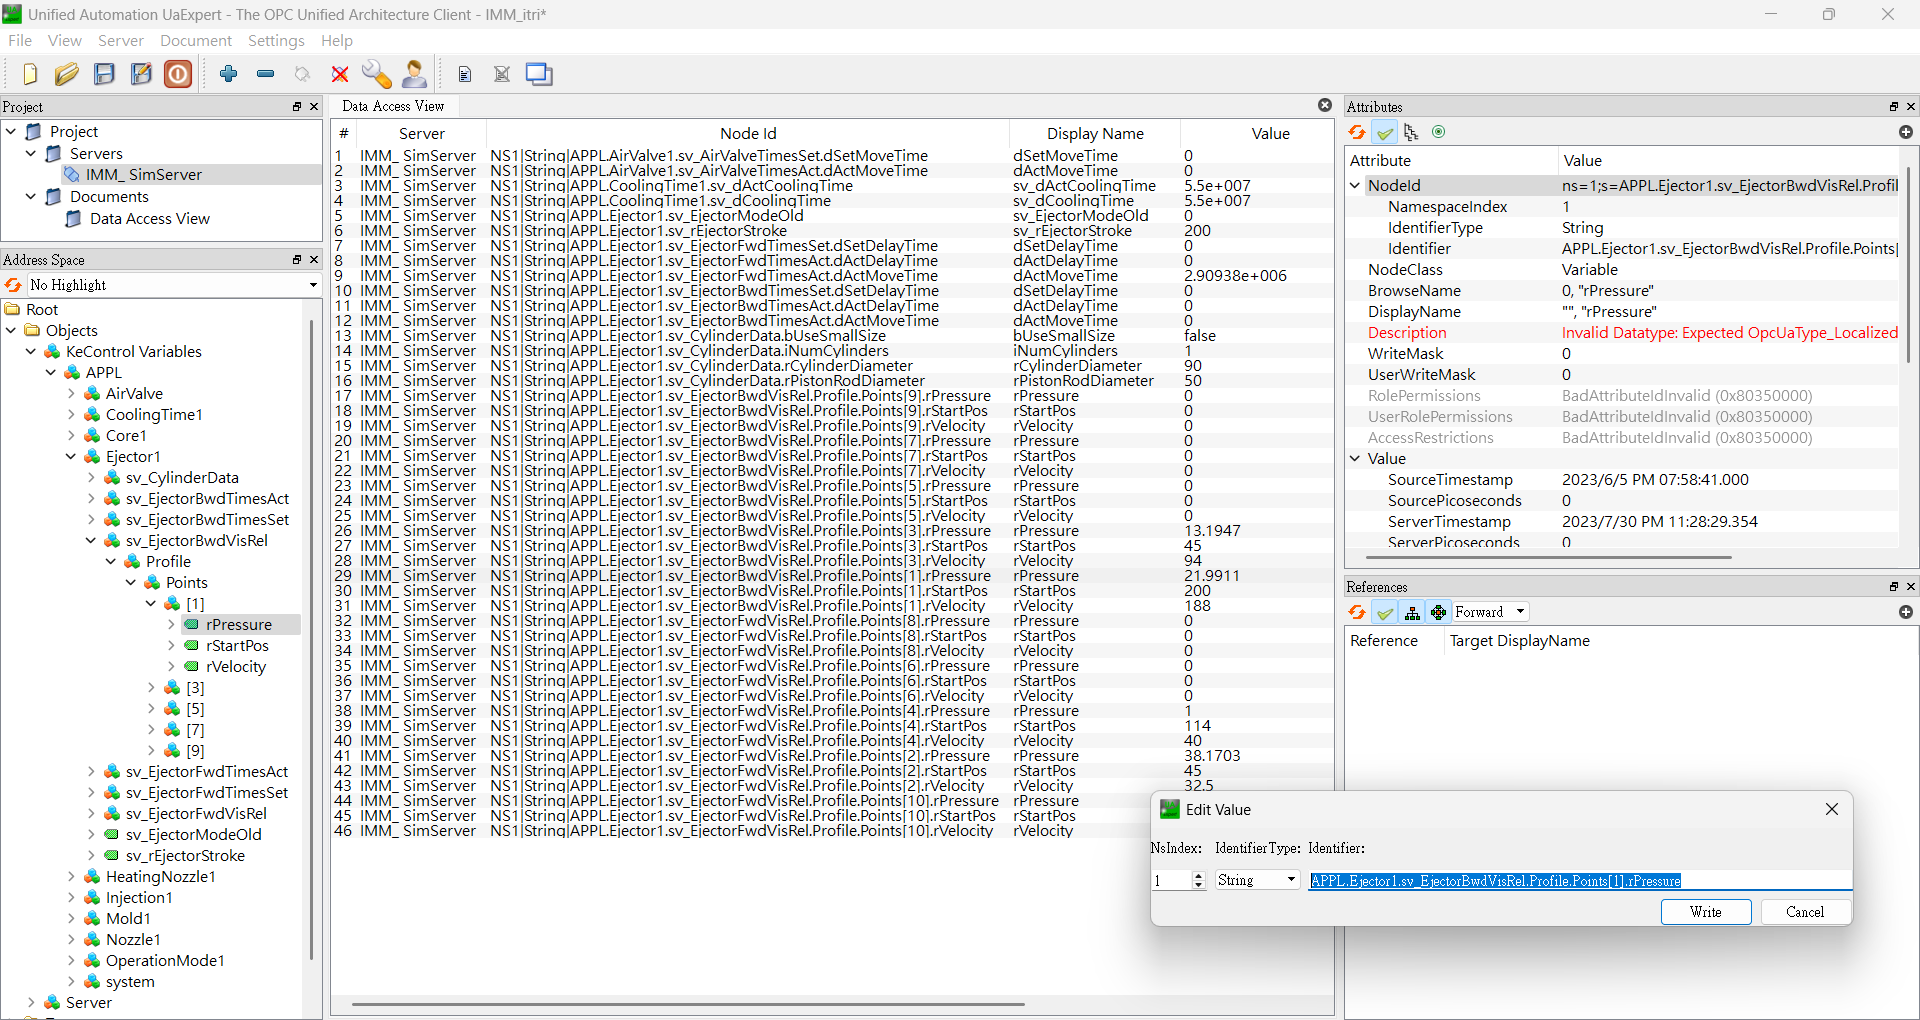 Unified Automation UaExpert - The OPC Unified Architecture Client - IMM_itri*
File View Server Document Settings Help
Project
Project
Servers
IMM_ SimServer
Documents
Data Access View
Address Space
No Highlight
Root
Objects
KeControl Variables
APPL
AirValve
CoolingTime1
Core1
Ejector1
sv_CylinderData
sv_EjectorBwdTimesAct
sv_EjectorBwdTimesSet
sv_EjectorBwdVisRel
Profile
Points
[1]
rPressure
rStartPos
rVelocity
[3]
[5]
[7]
[9]
sv_EjectorFwdTimesAct
sv_EjectorFwdTimesSet
sv_EjectorFwdVisRel
sv_EjectorModeOld
sv_rEjectorStroke
HeatingNozzle1
Injection1
Mold1
Nozzle1
OperationMode1
system
Server
Data Access View
# Server Node Id Display Name Value
1 IMM_ SimServer NS1|String|APPL.AirValve1.sv_AirValveTimesSet.dSetMoveTime dSetMoveTime 0
2 IMM_ SimServer NS1|String|APPL.AirValve1.sv_AirValveTimesAct.dActMoveTime dActMoveTime 0
3 IMM_ SimServer NS1|String|APPL.CoolingTime1.sv_dActCoolingTime sv_dActCoolingTime 5.5e+007
4 IMM_ SimServer NS1|String|APPL.CoolingTime1.sv_dCoolingTime sv_dCoolingTime 5.5e+007
5 IMM_ SimServer NS1|String|APPL.Ejector1.sv_EjectorModeOld sv_EjectorModeOld 0
6 IMM_ SimServer NS1|String|APPL.Ejector1.sv_rEjectorStroke sv_rEjectorStroke 200
7 IMM_ SimServer NS1|String|APPL.Ejector1.sv_EjectorFwdTimesSet.dSetDelayTime dSetDelayTime 0
8 IMM_ SimServer NS1|String|APPL.Ejector1.sv_EjectorFwdTimesAct.dActDelayTime dActDelayTime 0
9 IMM_ SimServer NS1|String|APPL.Ejector1.sv_EjectorFwdTimesAct.dActMoveTime dActMoveTime 2.90938e+006
10 IMM_ SimServer NS1|String|APPL.Ejector1.sv_EjectorBwdTimesSet.dSetDelayTime dSetDelayTime 0
11 IMM_ SimServer NS1|String|APPL.Ejector1.sv_EjectorBwdTimesAct.dActDelayTime dActDelayTime 0
12 IMM_ SimServer NS1|String|APPL.Ejector1.sv_EjectorBwdTimesAct.dActMoveTime dActMoveTime 0
13 IMM_ SimServer NS1|String|APPL.Ejector1.sv_CylinderData.bUseSmallSize bUseSmallSize false
14 IMM_ SimServer NS1|String|APPL.Ejector1.sv_CylinderData.iNumCylinders iNumCylinders 1
15 IMM_ SimServer NS1|String|APPL.Ejector1.sv_CylinderData.rCylinderDiameter rCylinderDiameter 90
16 IMM_ SimServer NS1|String|APPL.Ejector1.sv_CylinderData.rPistonRodDiameter rPistonRodDiameter 50
17 IMM_ SimServer NS1|String|APPL.Ejector1.sv_EjectorBwdVisRel.Profile.Points[9].rPressure rPressure 0
18 IMM_ SimServer NS1|String|APPL.Ejector1.sv_EjectorBwdVisRel.Profile.Points[9].rStartPos rStartPos 0
19 IMM_ SimServer NS1|String|APPL.Ejector1.sv_EjectorBwdVisRel.Profile.Points[9].rVelocity rVelocity 0
20 IMM_ SimServer NS1|String|APPL.Ejector1.sv_EjectorBwdVisRel.Profile.Points[7].rPressure rPressure 0
21 IMM_ SimServer NS1|String|APPL.Ejector1.sv_EjectorBwdVisRel.Profile.Points[7].rStartPos rStartPos 0
22 IMM_ SimServer NS1|String|APPL.Ejector1.sv_EjectorBwdVisRel.Profile.Points[7].rVelocity rVelocity 0
23 IMM_ SimServer NS1|String|APPL.Ejector1.sv_EjectorBwdVisRel.Profile.Points[5].rPressure rPressure 0
24 IMM_ SimServer NS1|String|APPL.Ejector1.sv_EjectorBwdVisRel.Profile.Points[5].rStartPos rStartPos 0
25 IMM_ SimServer NS1|String|APPL.Ejector1.sv_EjectorBwdVisRel.Profile.Points[5].rVelocity rVelocity 0
26 IMM_ SimServer NS1|String|APPL.Ejector1.sv_EjectorBwdVisRel.Profile.Points[3].rPressure rPressure 13.1947
27 IMM_ SimServer NS1|String|APPL.Ejector1.sv_EjectorBwdVisRel.Profile.Points[3].rStartPos rStartPos 45
28 IMM_ SimServer NS1|String|APPL.Ejector1.sv_EjectorBwdVisRel.Profile.Points[3].rVelocity rVelocity 94
29 IMM_ SimServer NS1|String|APPL.Ejector1.sv_EjectorBwdVisRel.Profile.Points[1].rPressure rPressure 21.9911
30 IMM_ SimServer NS1|String|APPL.Ejector1.sv_EjectorBwdVisRel.Profile.Points[1].rStartPos rStartPos 200
31 IMM_ SimServer NS1|String|APPL.Ejector1.sv_EjectorBwdVisRel.Profile.Points[1].rVelocity rVelocity 188
32 IMM_ SimServer NS1|String|APPL.Ejector1.sv_EjectorFwdVisRel.Profile.Points[8].rPressure rPressure 0
33 IMM_ SimServer NS1|String|APPL.Ejector1.sv_EjectorFwdVisRel.Profile.Points[8].rStartPos rStartPos 0
34 IMM_ SimServer NS1|String|APPL.Ejector1.sv_EjectorFwdVisRel.Profile.Points[8].rVelocity rVelocity 0
35 IMM_ SimServer NS1|String|APPL.Ejector1.sv_EjectorFwdVisRel.Profile.Points[6].rPressure rPressure 0
36 IMM_ SimServer NS1|String|APPL.Ejector1.sv_EjectorFwdVisRel.Profile.Points[6].rStartPos rStartPos 0
37 IMM_ SimServer NS1|String|APPL.Ejector1.sv_EjectorFwdVisRel.Profile.Points[6].rVelocity rVelocity 0
38 IMM_ SimServer NS1|String|APPL.Ejector1.sv_EjectorFwdVisRel.Profile.Points[4].rPressure rPressure 1
39 IMM_ SimServer NS1|String|APPL.Ejector1.sv_EjectorFwdVisRel.Profile.Points[4].rStartPos rStartPos 114
40 IMM_ SimServer NS1|String|APPL.Ejector1.sv_EjectorFwdVisRel.Profile.Points[4].rVelocity rVelocity 40
41 IMM_ SimServer NS1|String|APPL.Ejector1.sv_EjectorFwdVisRel.Profile.Points[2].rPressure rPressure 38.1703
42 IMM_ SimServer NS1|String|APPL.Ejector1.sv_EjectorFwdVisRel.Profile.Points[2].rStartPos rStartPos 45
43 IMM_ SimServer NS1|String|APPL.Ejector1.sv_EjectorFwdVisRel.Profile.Points[2].rVelocity rVelocity 32.5
44 IMM_ SimServer NS1|String|APPL.Ejector1.sv_EjectorFwdVisRel.Profile.Points[10].rPressure rPressure
45 IMM_ SimServer NS1|String|APPL.Ejector1.sv_EjectorFwdVisRel.Profile.Points[10].rStartPos rStartPos
46 IMM_ SimServer NS1|String|APPL.Ejector1.sv_EjectorFwdVisRel.Profile.Points[10].rVelocity rVelocity
Attributes
Attribute Value
NodeId ns=1;s=APPL.Ejector1.sv_EjectorBwdVisRel.Profil
NamespaceIndex 1
IdentifierType String
Identifier APPL.Ejector1.sv_EjectorBwdVisRel.Profile.Points[
NodeClass Variable
BrowseName 0, "rPressure"
DisplayName "", "rPressure"
Description Invalid Datatype: Expected OpcUaType_Localized
WriteMask 0
UserWriteMask 0
RolePermissions BadAttributeIdInvalid (0x80350000)
UserRolePermissions BadAttributeIdInvalid (0x80350000)
AccessRestrictions BadAttributeIdInvalid (0x80350000)
Value
SourceTimestamp 2023/6/5 PM 07:58:41.000
SourcePicoseconds 0
ServerTimestamp 2023/7/30 PM 11:28:29.354
ServerPicoseconds 0
References
Forward
Reference Target DisplayName
Edit Value
NsIndex: IdentifierType: Identifier:
1 String APPL.Ejector1.sv_EjectorBwdVisRel.Profile.Points[1].rPressure
Write Cancel